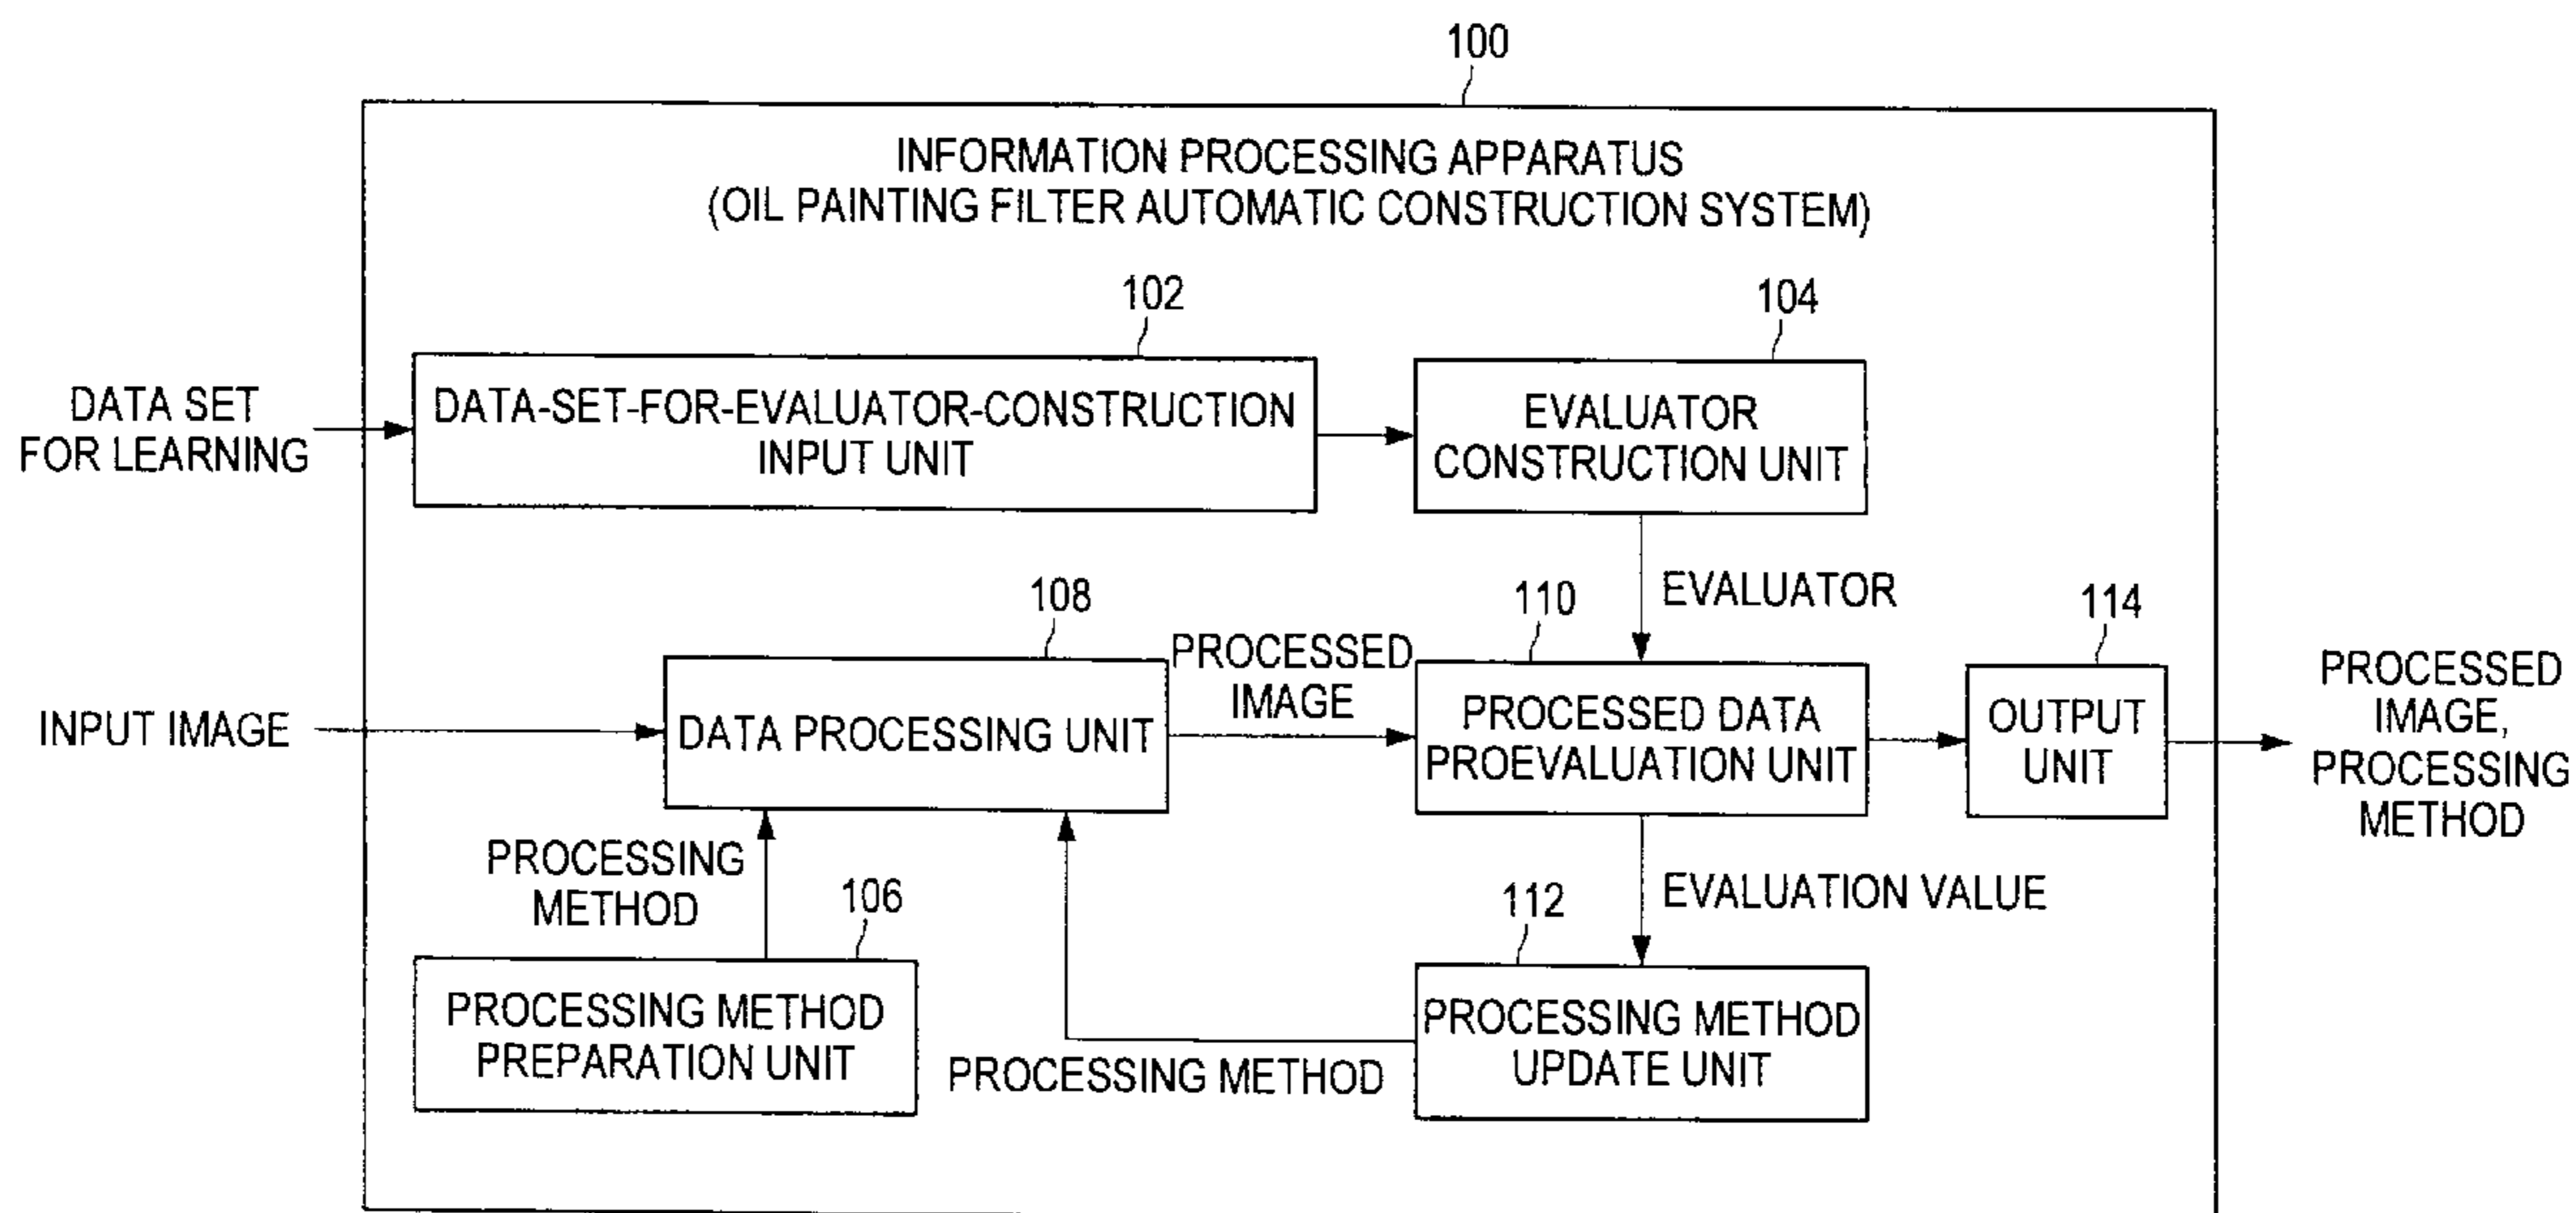 100
INFORMATION PROCESSING APPARATUS
(OIL PAINTING FILTER AUTOMATIC CONSTRUCTION SYSTEM)
102
104
DATA SET
FOR LEARNING
DATA-SET-FOR-EVALUATOR-CONSTRUCTION
INPUT UNIT
EVALUATOR
CONSTRUCTION UNIT
EVALUATOR
108
110
114
INPUT IMAGE
DATA PROCESSING UNIT
PROCESSED
IMAGE
PROCESSED DATA
PROEVALUATION UNIT
OUTPUT
UNIT
PROCESSED
IMAGE,
PROCESSING
METHOD
PROCESSING
METHOD
106
EVALUATION VALUE
112
PROCESSING METHOD
PREPARATION UNIT
PROCESSING METHOD
PROCESSING METHOD
UPDATE UNIT